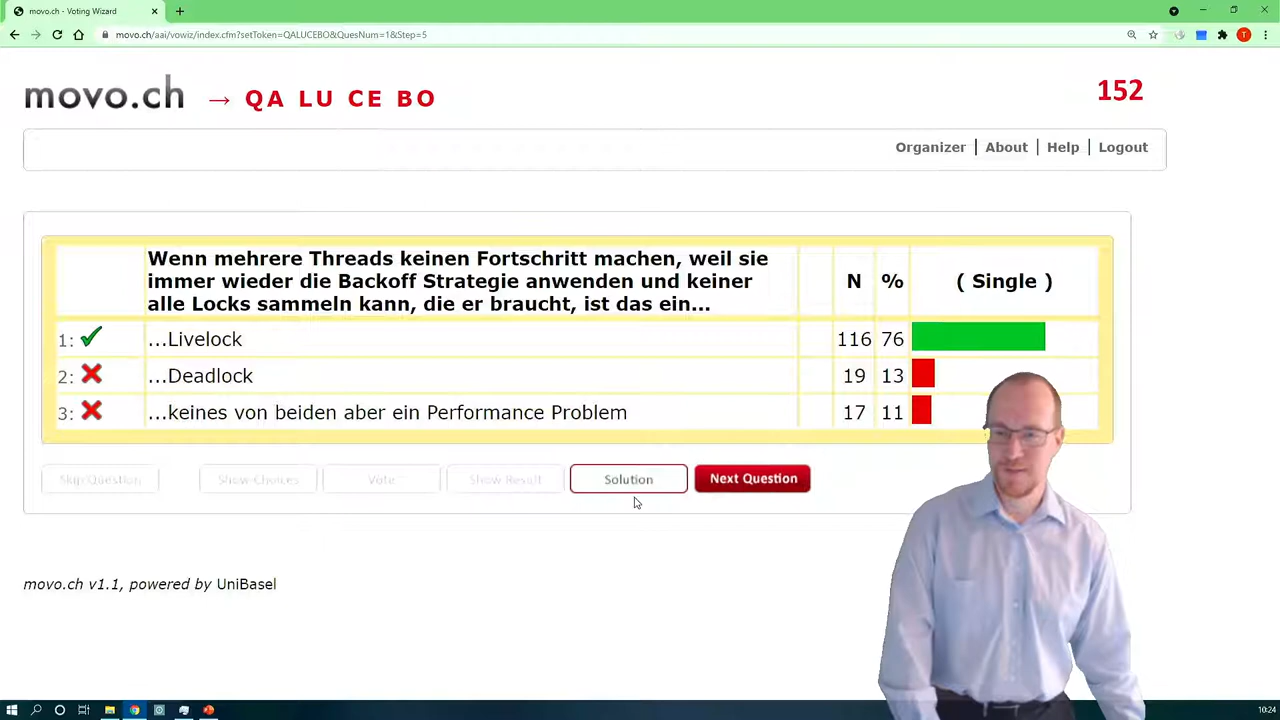 movo.ch - Voting Wizard
movo.ch/aai/vowiz/index.cfm?setToken=QALUCEBO&QuesNum=1&Step=5
T
movo.ch → QA LU CE BO
152
Organizer | About | Help | Logout
Wenn mehrere Threads keinen Fortschritt machen, weil sie
immer wieder die Backoff Strategie anwenden und keiner
alle Locks sammeln kann, die er braucht, ist das ein...
N % ( Single )
1: ...Livelock 116 76
2: ...Deadlock 19 13
3: ...keines von beiden aber ein Performance Problem 17 11
Skip Question Show Choices Vote Show Result Solution Next Question
movo.ch v1.1, powered by UniBasel
10:24